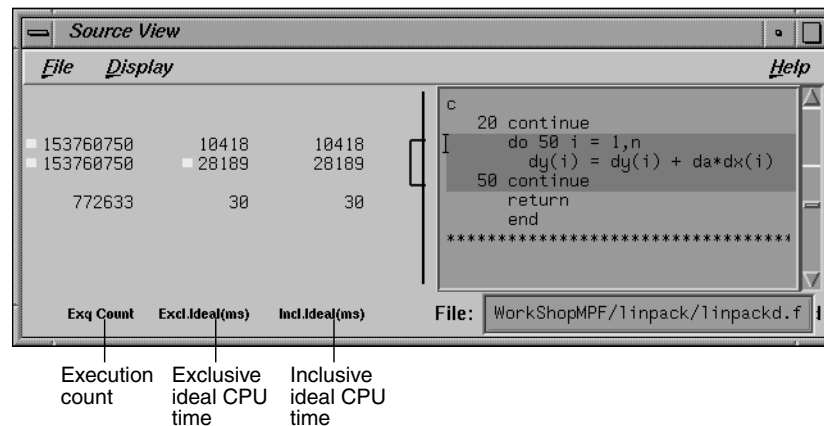 Source View
File Display Help
c
20 continue
153760750 10418 10418 do 50 i = 1,n
153760750 28189 28189 dy(i) = dy(i) + da*dx(i)
50 continue
772633 30 30 return
end
**********************************
Exq Count Excl.Ideal(ms) Incl.Ideal(ms) File: WorkShopMPF/linpack/linpackd.f
Execution count
Exclusive ideal CPU time
Inclusive ideal CPU time